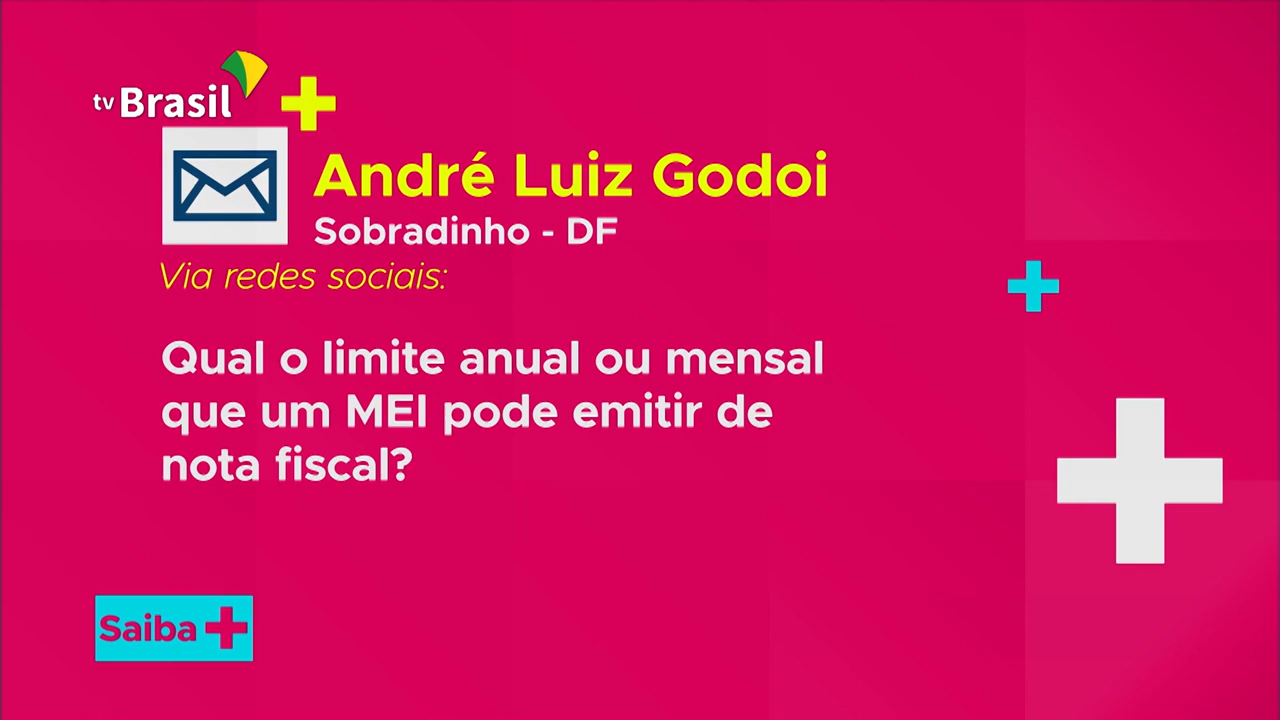 tv Brasil
André Luiz Godoi
Sobradinho - DF
Via redes sociais:
Qual o limite anual ou mensal
que um MEI pode emitir de
nota fiscal?
Saiba+